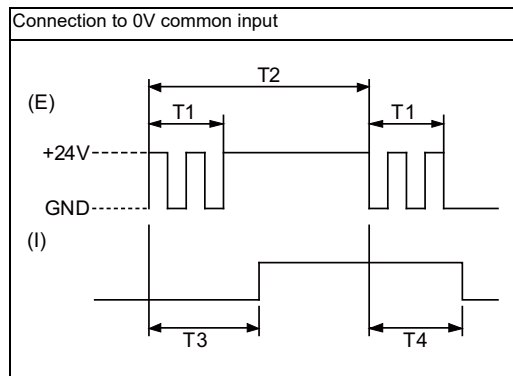 Connection to 0V common input
T2
(E)
T1
T1
+24V
GND
(I)
T3
T4